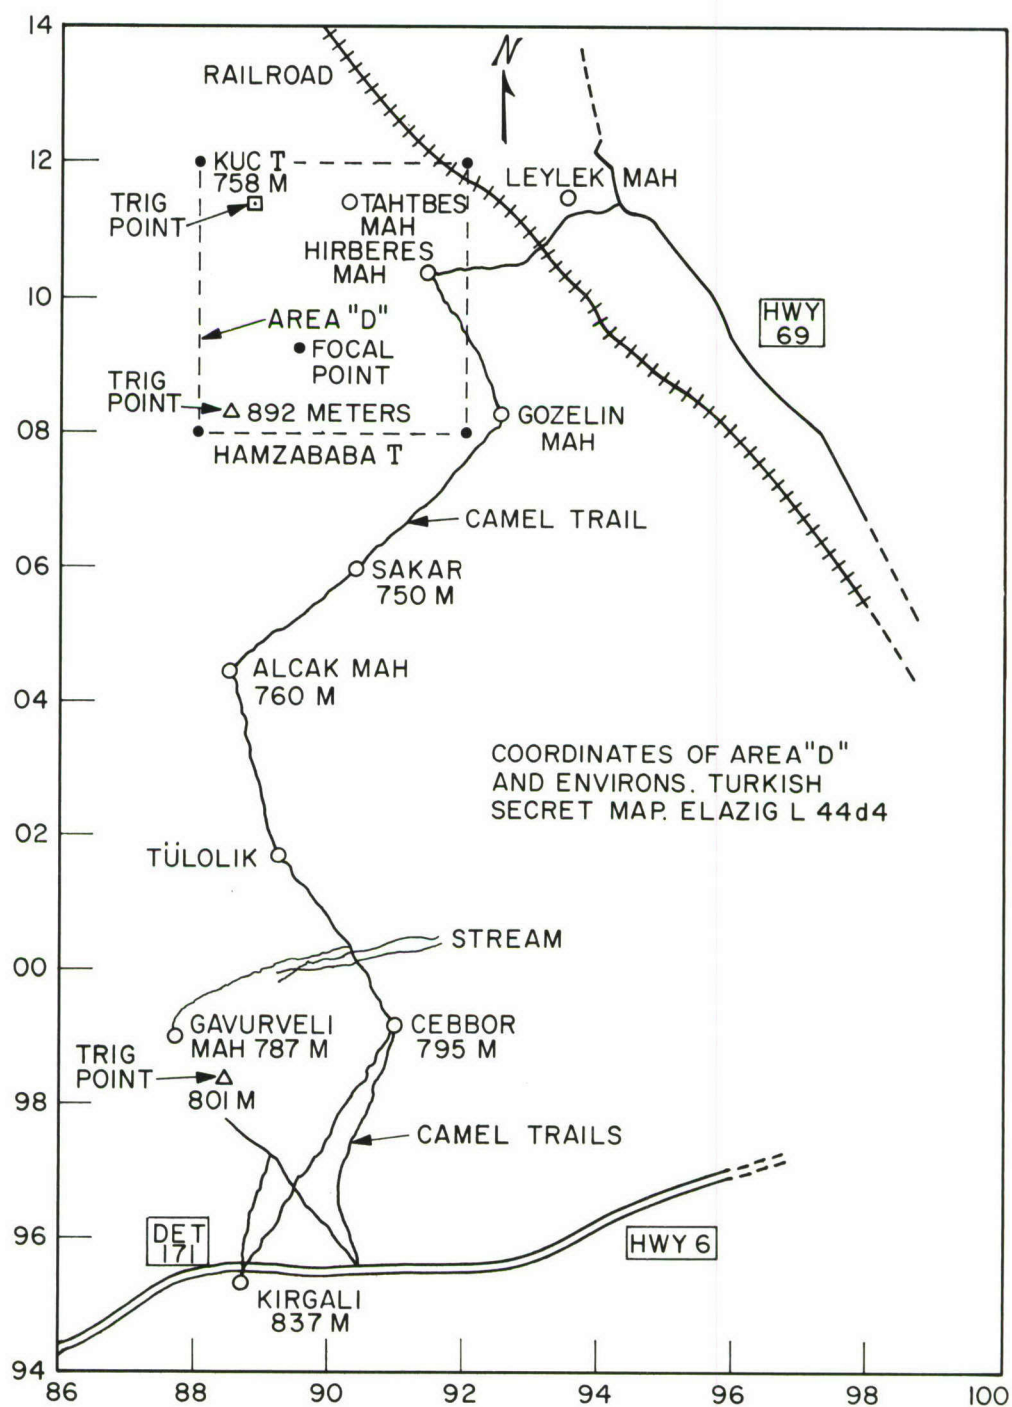 14
N
RAILROAD
12
KUC T
758 M
LEYLEK MAH
TRIG
POINT
TAHTBES
MAH
HIRBERES
MAH
10
AREA "D"
HWY
69
FOCAL
POINT
TRIG
POINT
892 METERS
GOZELIN
MAH
08
HAMZABABA T
CAMEL TRAIL
06
SAKAR
750 M
ALCAK MAH
760 M
04
COORDINATES OF AREA "D"
AND ENVIRONS. TURKISH
SECRET MAP. ELAZIG L 44d4
02
TÜLOLIK
STREAM
00
GAVURVELI
MAH 787 M
CEBBOR
795 M
TRIG
POINT
801 M
98
CAMEL TRAILS
DET
171
96
HWY 6
KIRGALI
837 M
94
86 88 90 92 94 96 98 100